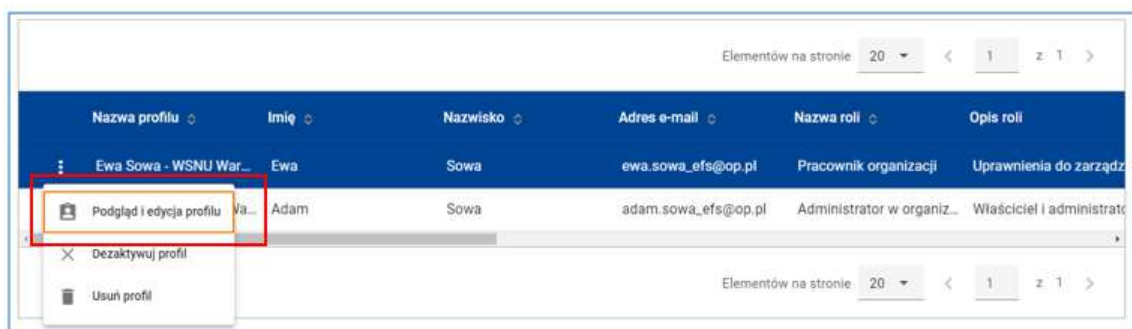 Elementów na stronie 20 1 z 1
Nazwa profilu Imię Nazwisko Adres e-mail Nazwa roli Opis roli
Ewa Sowa - WSNU War... Ewa Sowa ewa.sowa_efs@op.pl Pracownik organizacji Uprawnienia do zarządz
Podgląd i edycja profilu Wa... Adam Sowa adam.sowa_efs@op.pl Administrator w organiz... Właściciel i administrato
Dezaktywuj profil
Usuń profil
Elementów na stronie 20 1 z 1